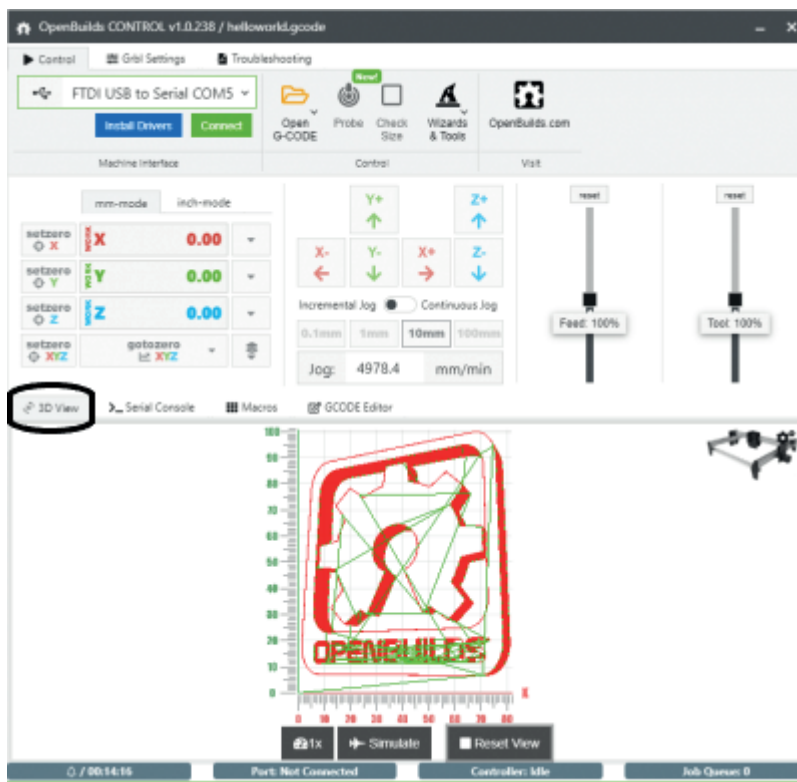 OpenBuilds CONTROL v1.0.238 / helloworld.gcode
Control Grbl Settings Troubleshooting
FTDI USB to Serial COM5
Install Drivers Connect
Machine Interface
New!
Open G-CODE
Probe
Check Size
Wizards & Tools
Control
OpenBuilds.com
Visit
mm-mode inch-mode
setzero X
WORK X 0.00
setzero Y
WORK Y 0.00
setzero Z
WORK Z 0.00
setzero XYZ
gotozero XYZ
Y+ Z+
X- Y- X+ Z-
Incremental Jog Continuous Jog
0.1mm 1mm 10mm 100mm
Jog: 4978.4 mm/min
reset
Feed: 100%
reset
Tool: 100%
3D View Serial Console Macros GCODE Editor
100
90
80
70
60
50
40
30
20
10
0
OPENBUILDS
X
0 10 20 30 40 50 60 70 80
1x Simulate Reset View
0 / 00:14:16 Port: Not Connected Controller: Idle Job Queue: 0